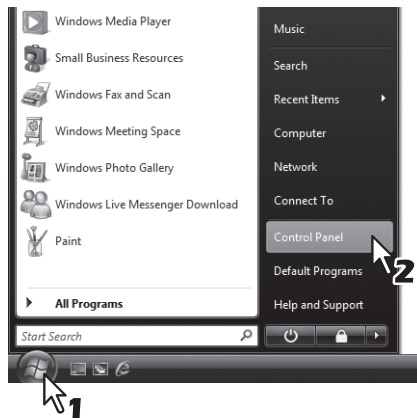 Windows Media Player
Small Business Resources
Windows Fax and Scan
Windows Meeting Space
Windows Photo Gallery
Windows Live Messenger Download
Paint
All Programs
Start Search
Music
Search
Recent Items
Computer
Network
Connect To
Control Panel
2
Default Programs
Help and Support
1